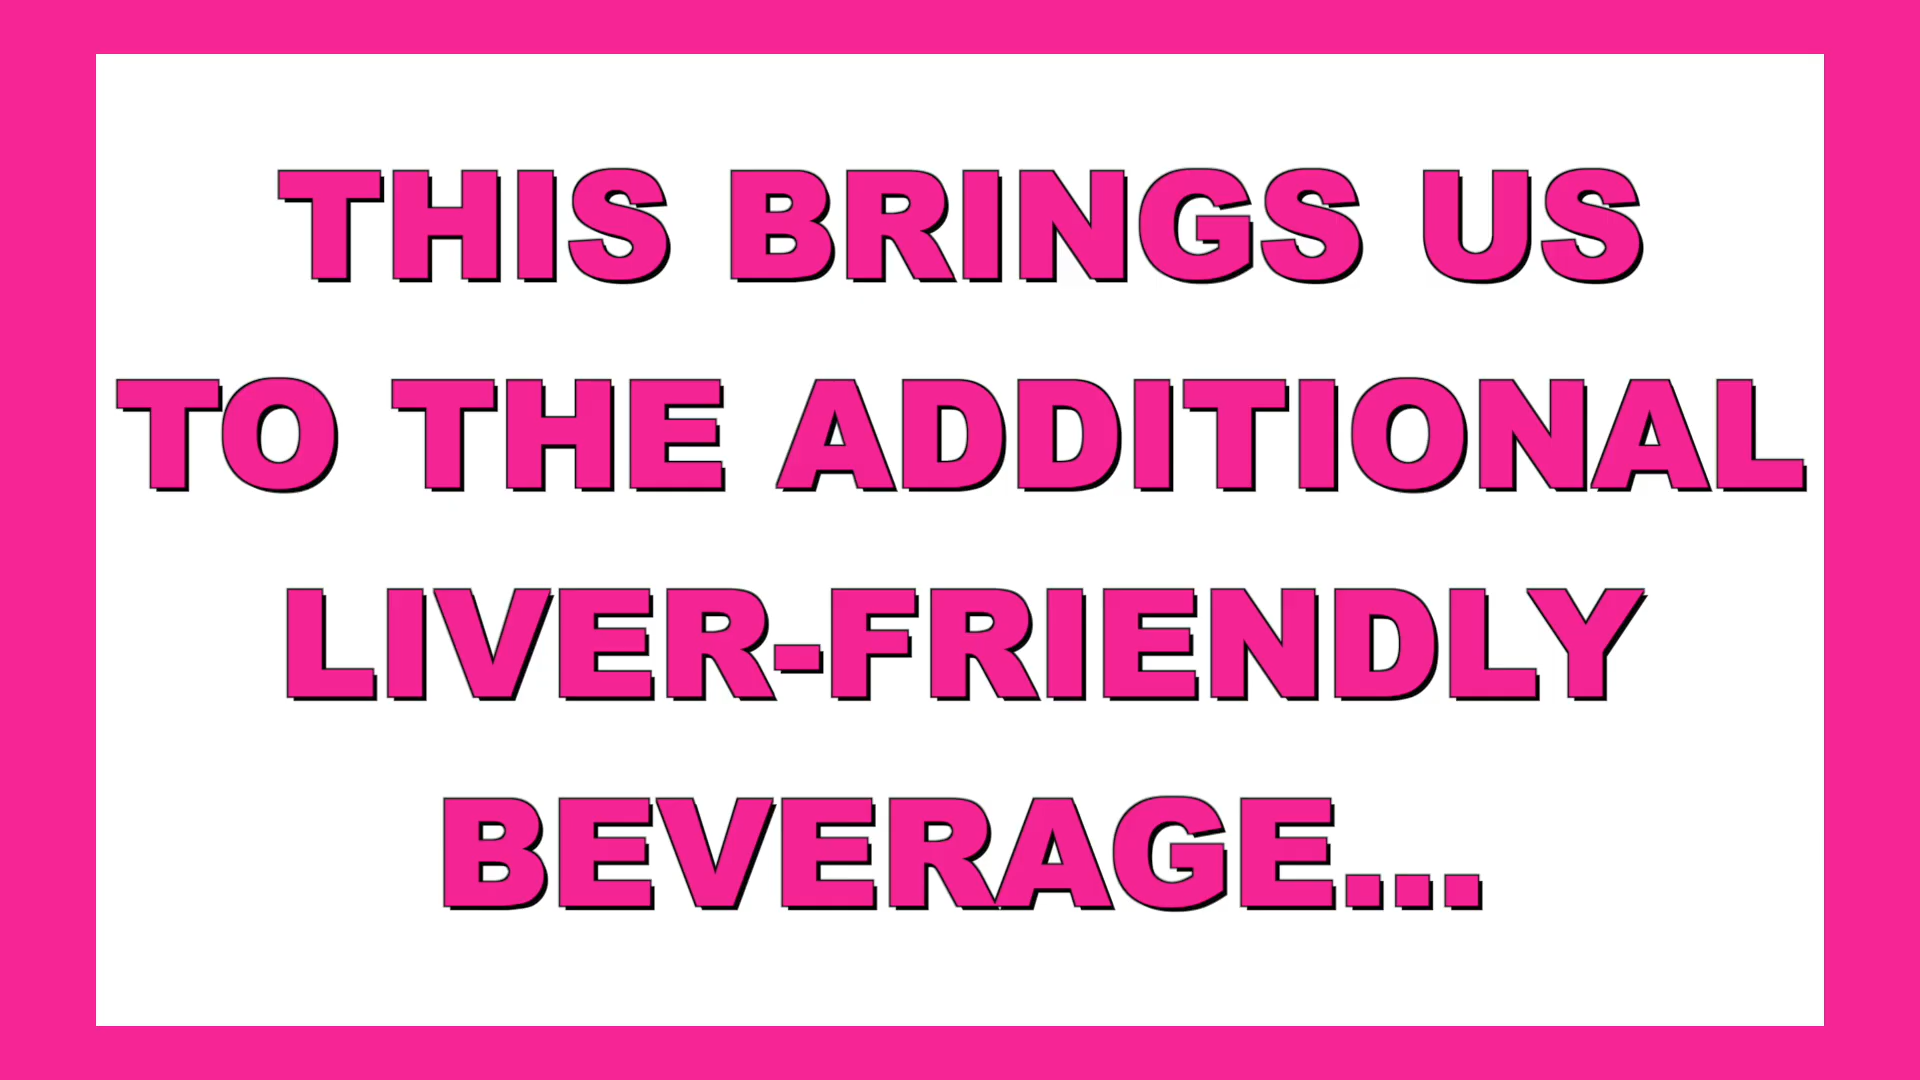 THIS BRINGS US
TO THE ADDITIONAL
LIVER-FRIENDLY
BEVERAGE...